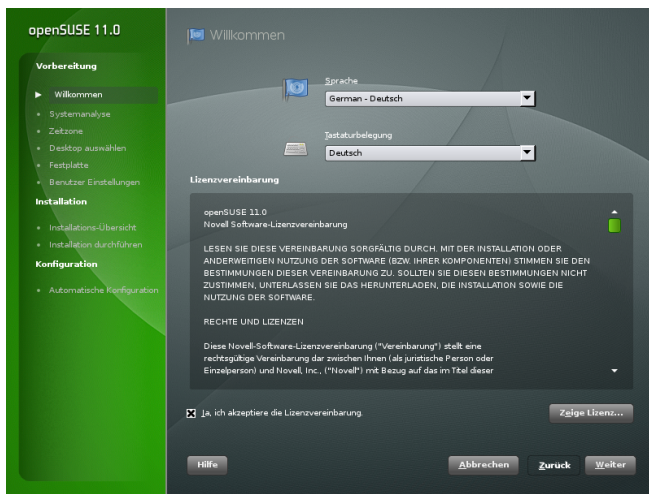 openSUSE 11.0
Vorbereitung
Willkommen
Systemanalyse
Zeitzone
Desktop auswählen
Festplatte
Benutzer Einstellungen
Installation
Installations-Übersicht
Installation durchführen
Konfiguration
Automatische Konfiguration
Willkommen
Sprache
German - Deutsch
Tastaturbelegung
Deutsch
Lizenzvereinbarung
openSUSE 11.0
Novell Software-Lizenzvereinbarung
LESEN SIE DIESE VEREINBARUNG SORGFÄLTIG DURCH. MIT DER INSTALLATION ODER
ANDERWEITIGEN NUTZUNG DER SOFTWARE (BZW. IHRER KOMPONENTEN) STIMMEN SIE DEN
BESTIMMUNGEN DIESER VEREINBARUNG ZU. SOLLTEN SIE DIESEN BESTIMMUNGEN NICHT
ZUSTIMMEN, UNTERLASSEN SIE DAS HERUNTERLADEN, DIE INSTALLATION SOWIE DIE
NUTZUNG DER SOFTWARE.
RECHTE UND LIZENZEN
Diese Novell-Software-Lizenzvereinbarung ("Vereinbarung") stellt eine
rechtsgültige Vereinbarung dar zwischen Ihnen (als juristische Person oder
Einzelperson) und Novell, Inc., ("Novell") mit Bezug auf das im Titel dieser
Ja, ich akzeptiere die Lizenzvereinbarung.
Zeige Lizenz...
Hilfe
Abbrechen
Zurück
Weiter